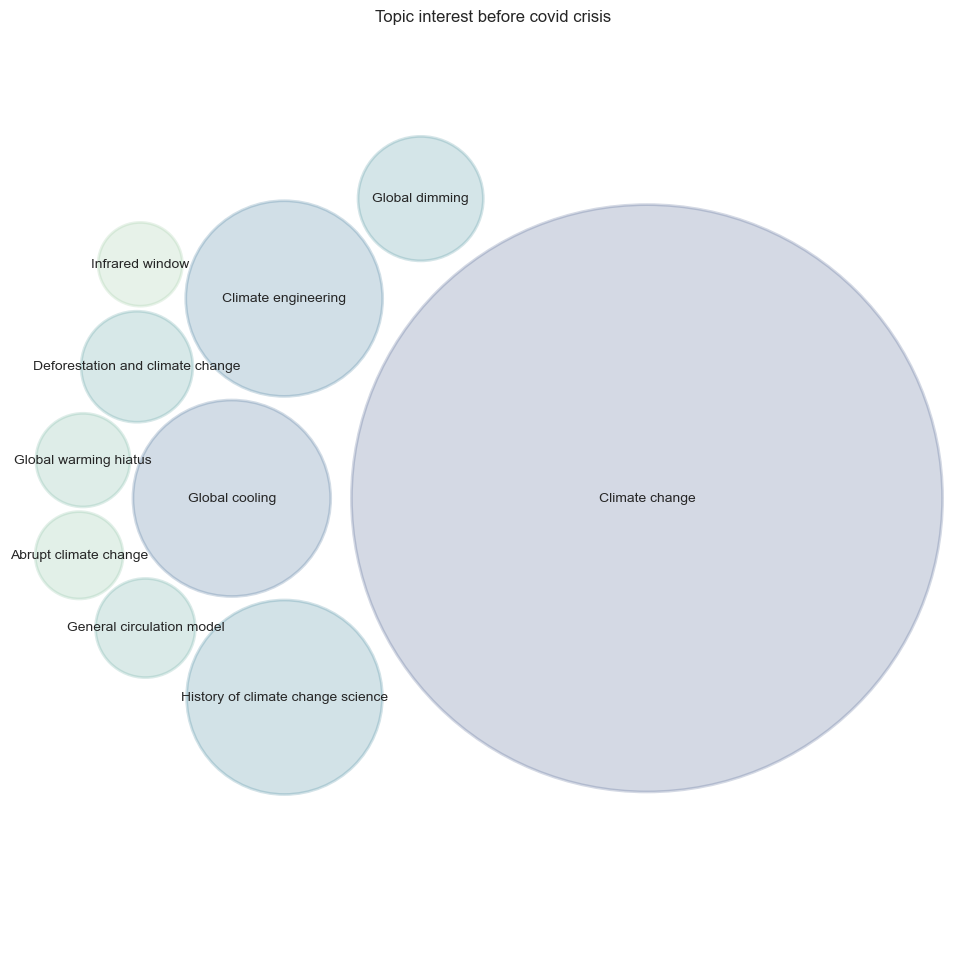 Topic interest before covid crisis
Global dimming
Infrared window
Climate engineering
Deforestation and climate change
Global warming hiatus
Global cooling
Climate change
Abrupt climate change
General circulation model
History of climate change science